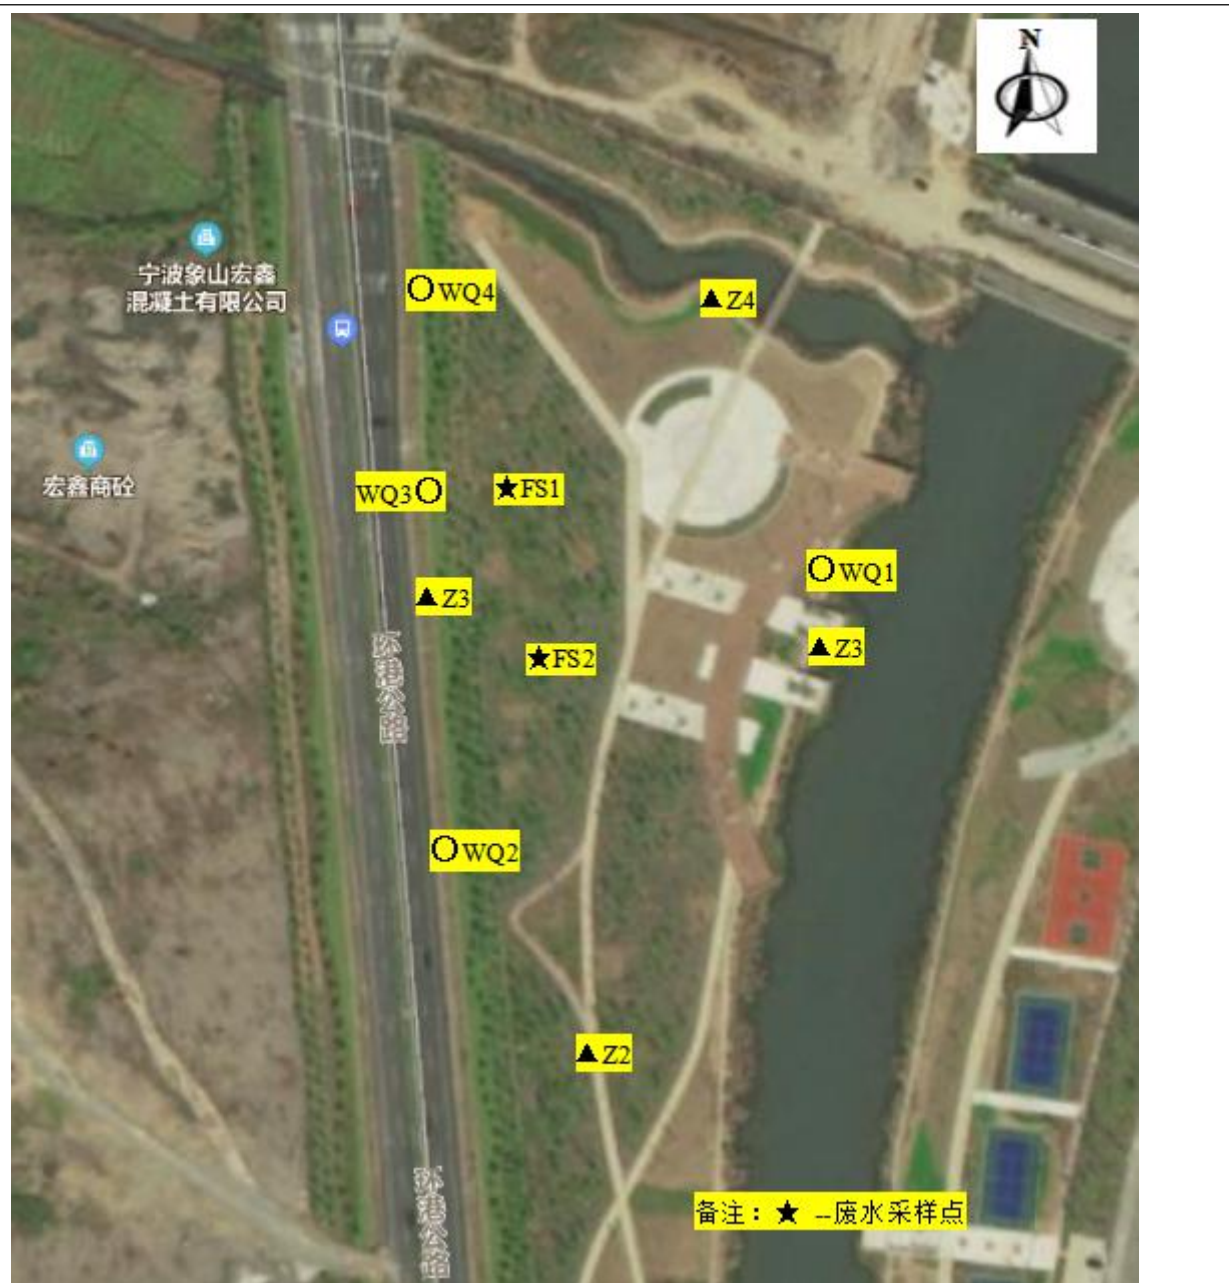 N
宁波象山宏鑫
混凝土有限公司
○WQ4
▲Z4
宏鑫商砼
WQ3○
★FS1
○WQ1
▲Z3
▲Z3
★FS2
环港公路
○WQ2
▲Z2
环港公路
备注：★ --废水采样点